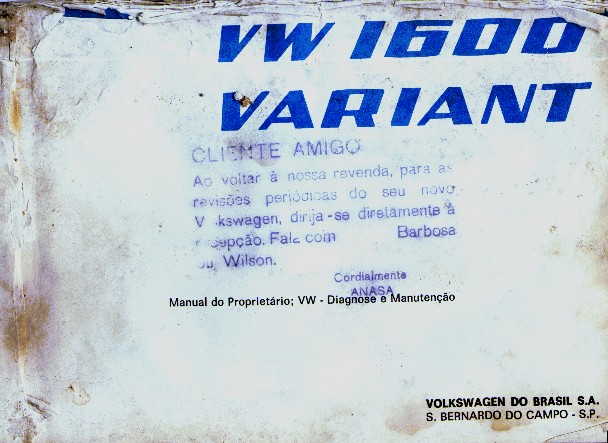 VW 1600
VARIANT
CLIENTE AMIGO
Ao voltar à nossa revenda, para as
revisões periódicas do seu novo
Volkswagen, dirija-se diretamente à
recepção. Fale com Barbosa
ou Wilson.
Cordialmente
ANASA
Manual do Proprietário; VW - Diagnose e Manutenção
VOLKSWAGEN DO BRASIL S.A.
S. BERNARDO DO CAMPO - S.P.